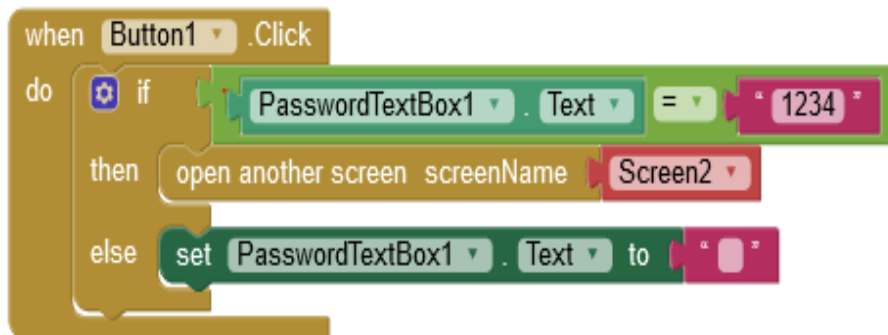 when Button1 .Click
do if PasswordTextBox1 . Text = " 1234 "
then open another screen screenName Screen2
else set PasswordTextBox1 . Text to " "